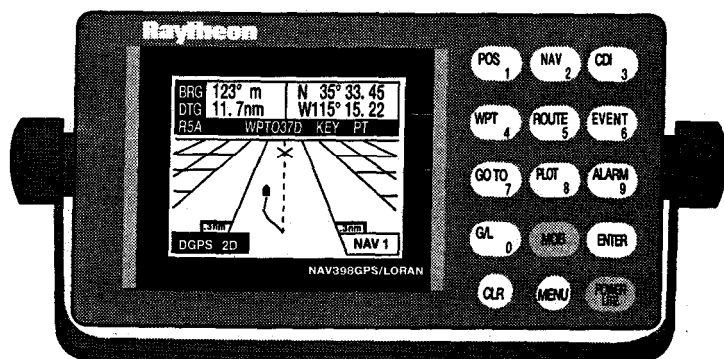 Raytheon
BRG 123° m N 35° 33. 45
DTG 11. 7nm W115° 15. 22
R5A WPTO37D KEY PT
.3nm .3nm
DGPS 2D NAV 1
NAV398GPS/LORAN
POS 1 NAV 2 CDI 3
WPT 4 ROUTE 5 EVENT 6
GO TO 7 PLOT 8 ALARM 9
G/L 0 MOB ENTER
CLR MENU POWER